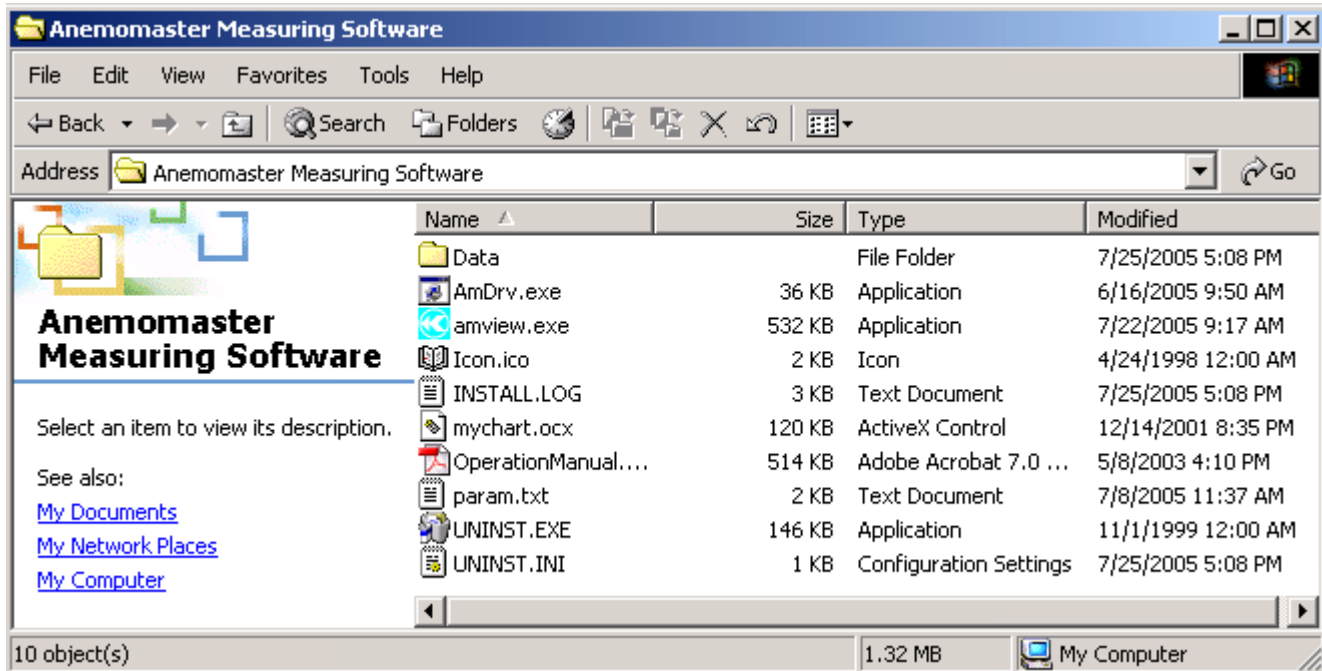 Anemomaster Measuring Software
File Edit View Favorites Tools Help
Back Search Folders
Address Anemomaster Measuring Software Go
Anemomaster
Measuring Software
Select an item to view its description.
See also:
My Documents
My Network Places
My Computer
Name Size Type Modified
Data File Folder 7/25/2005 5:08 PM
AmDrv.exe 36 KB Application 6/16/2005 9:50 AM
amview.exe 532 KB Application 7/22/2005 9:17 AM
Icon.ico 2 KB Icon 4/24/1998 12:00 AM
INSTALL.LOG 3 KB Text Document 7/25/2005 5:08 PM
mychart.ocx 120 KB ActiveX Control 12/14/2001 8:35 PM
OperationManual.... 514 KB Adobe Acrobat 7.0 ... 5/8/2003 4:10 PM
param.txt 2 KB Text Document 7/8/2005 11:37 AM
UNINST.EXE 146 KB Application 11/1/1999 12:00 AM
UNINST.INI 1 KB Configuration Settings 7/25/2005 5:08 PM
10 object(s) 1.32 MB My Computer